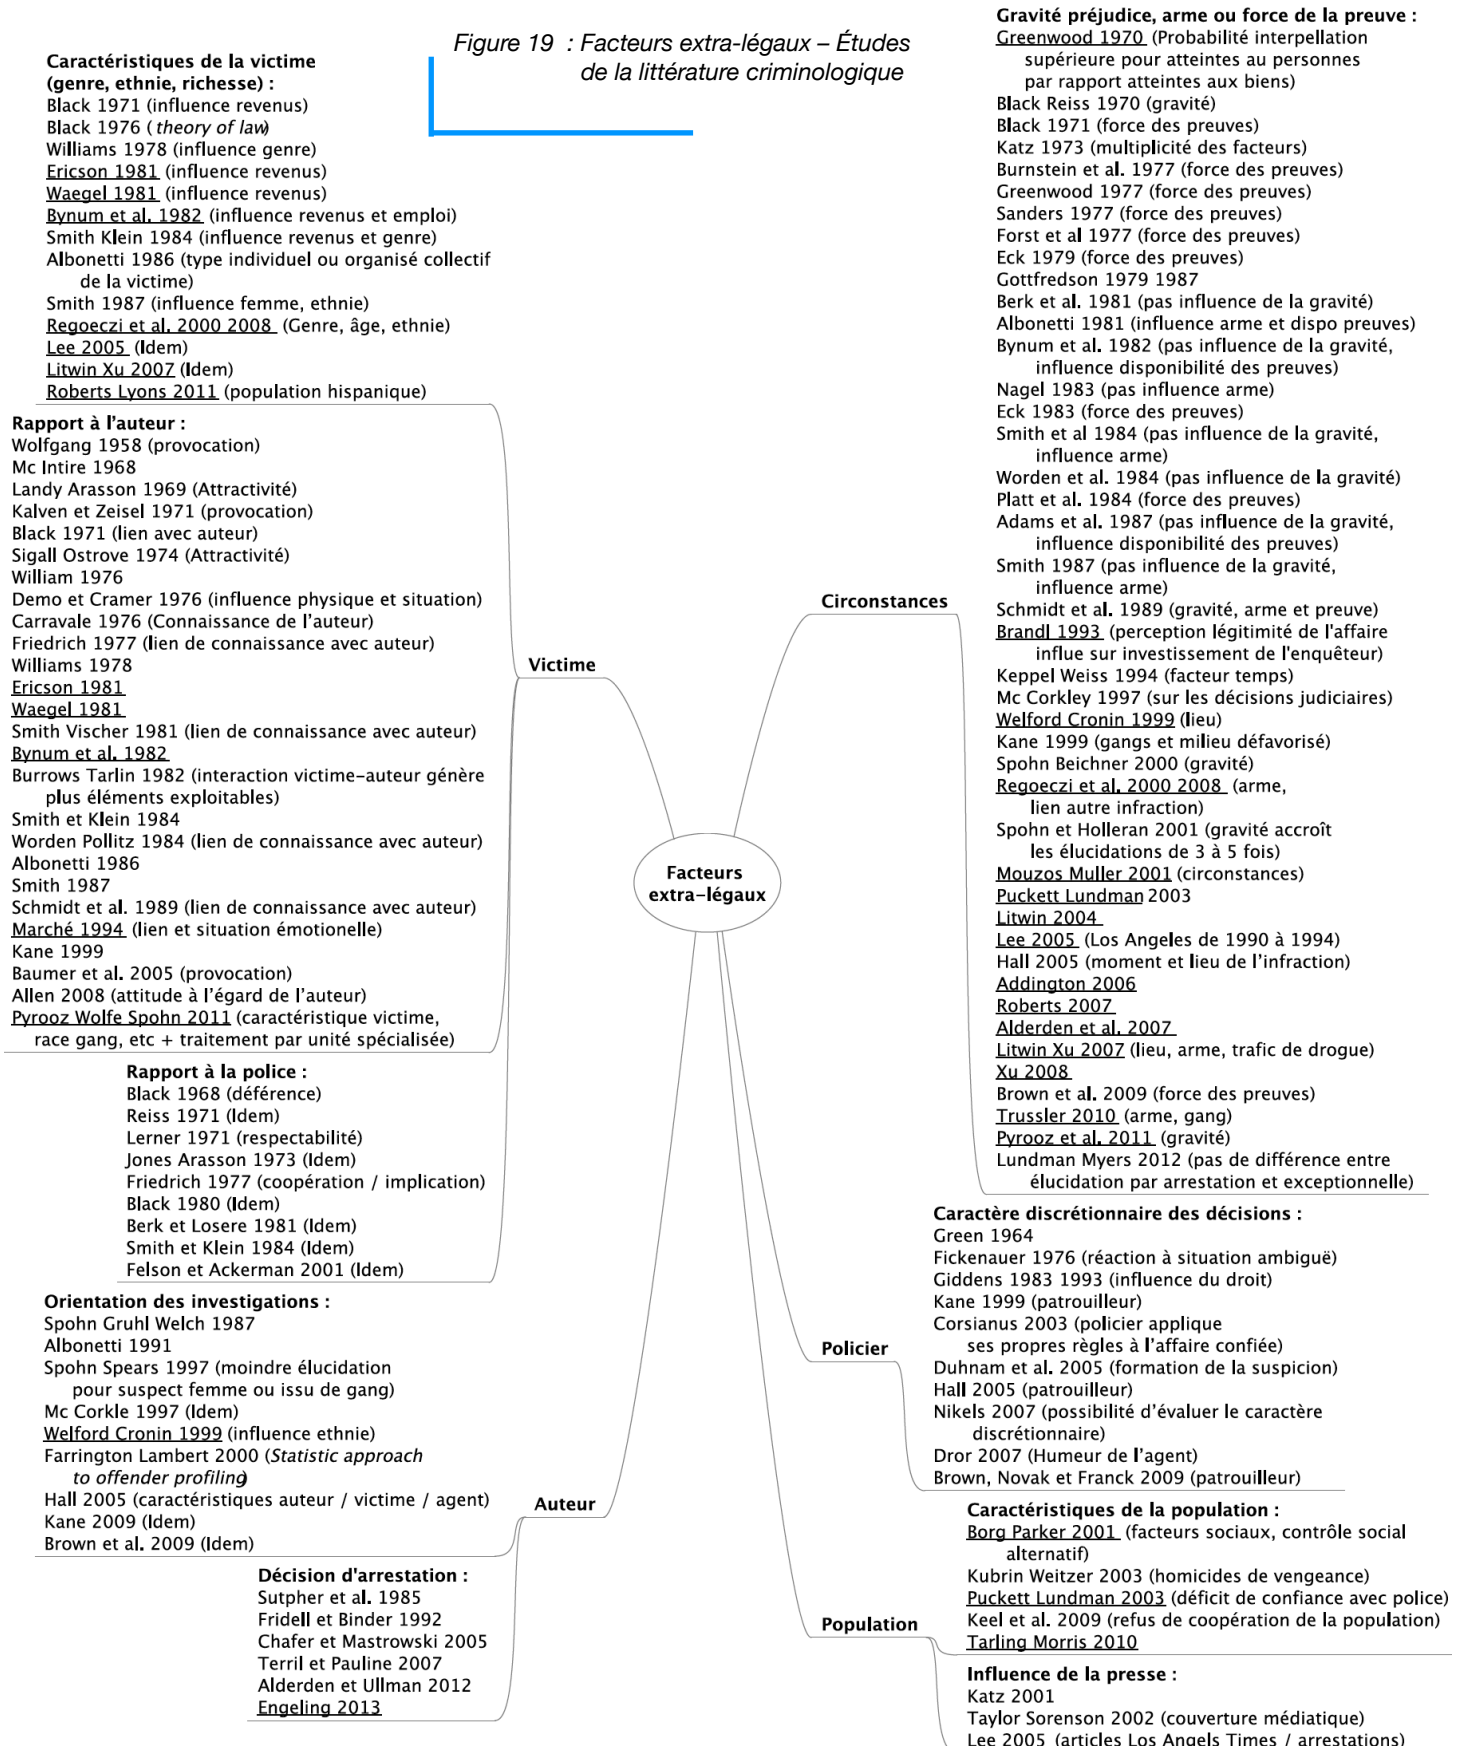 Figure 19 : Facteurs extra-légaux – Études
de la littérature criminologique
Caractéristiques de la victime
(genre, ethnie, richesse) :
Black 1971 (influence revenus)
Black 1976 ( theory of law)
Williams 1978 (influence genre)
Ericson 1981 (influence revenus)
Waegel 1981 (influence revenus)
Bynum et al. 1982 (influence revenus et emploi)
Smith Klein 1984 (influence revenus et genre)
Albonetti 1986 (type individuel ou organisé collectif
de la victime)
Smith 1987 (influence femme, ethnie)
Regoeczi et al. 2000 2008 (Genre, âge, ethnie)
Lee 2005 (Idem)
Litwin Xu 2007 (Idem)
Roberts Lyons 2011 (population hispanique)
Rapport à l'auteur :
Wolfgang 1958 (provocation)
Mc Intire 1968
Landy Arasson 1969 (Attractivité)
Kalven et Zeisel 1971 (provocation)
Black 1971 (lien avec auteur)
Sigall Ostrove 1974 (Attractivité)
William 1976
Demo et Cramer 1976 (influence physique et situation)
Carravale 1976 (Connaissance de l'auteur)
Friedrich 1977 (lien de connaissance avec auteur)
Williams 1978
Ericson 1981
Waegel 1981
Smith Vischer 1981 (lien de connaissance avec auteur)
Bynum et al. 1982
Burrows Tarlin 1982 (interaction victime-auteur génère
plus éléments exploitables)
Smith et Klein 1984
Worden Pollitz 1984 (lien de connaissance avec auteur)
Albonetti 1986
Smith 1987
Schmidt et al. 1989 (lien de connaissance avec auteur)
Marché 1994 (lien et situation émotionelle)
Kane 1999
Baumer et al. 2005 (provocation)
Allen 2008 (attitude à l'égard de l'auteur)
Pyrooz Wolfe Spohn 2011 (caractéristique victime,
race gang, etc + traitement par unité spécialisée)
Rapport à la police :
Black 1968 (déférence)
Reiss 1971 (Idem)
Lerner 1971 (respectabilité)
Jones Arasson 1973 (Idem)
Friedrich 1977 (coopération / implication)
Black 1980 (Idem)
Berk et Losere 1981 (Idem)
Smith et Klein 1984 (Idem)
Felson et Ackerman 2001 (Idem)
Victime
Orientation des investigations :
Spohn Gruhl Welch 1987
Albonetti 1991
Spohn Spears 1997 (moindre élucidation
pour suspect femme ou issu de gang)
Mc Corkle 1997 (Idem)
Welford Cronin 1999 (influence ethnie)
Farrington Lambert 2000 (Statistic approach
to offender profiling)
Hall 2005 (caractéristiques auteur / victime / agent)
Kane 2009 (Idem)
Brown et al. 2009 (Idem)
Décision d'arrestation :
Sutpher et al. 1985
Fridell et Binder 1992
Chafer et Mastrowski 2005
Terril et Pauline 2007
Alderden et Ullman 2012
Engeling 2013
Auteur
Facteurs
extra-légaux
Circonstances
Gravité préjudice, arme ou force de la preuve :
Greenwood 1970 (Probabilité interpellation
supérieure pour atteintes au personnes
par rapport atteintes aux biens)
Black Reiss 1970 (gravité)
Black 1971 (force des preuves)
Katz 1973 (multiplicité des facteurs)
Burnstein et al. 1977 (force des preuves)
Greenwood 1977 (force des preuves)
Sanders 1977 (force des preuves)
Forst et al 1977 (force des preuves)
Eck 1979 (force des preuves)
Gottfredson 1979 1987
Berk et al. 1981 (pas influence de la gravité)
Albonetti 1981 (influence arme et dispo preuves)
Bynum et al. 1982 (pas influence de la gravité,
influence disponibilité des preuves)
Nagel 1983 (pas influence arme)
Eck 1983 (force des preuves)
Smith et al 1984 (pas influence de la gravité,
influence arme)
Worden et al. 1984 (pas influence de la gravité)
Platt et al. 1984 (force des preuves)
Adams et al. 1987 (pas influence de la gravité,
influence disponibilité des preuves)
Smith 1987 (pas influence de la gravité,
influence arme)
Schmidt et al. 1989 (gravité, arme et preuve)
Brandl 1993 (perception légitimité de l'affaire
influe sur investissement de l'enquêteur)
Keppel Weiss 1994 (facteur temps)
Mc Corkley 1997 (sur les décisions judiciaires)
Welford Cronin 1999 (lieu)
Kane 1999 (gangs et milieu défavorisé)
Spohn Beichner 2000 (gravité)
Regoeczi et al. 2000 2008 (arme,
lien autre infraction)
Spohn et Holleran 2001 (gravité accroît
les élucidations de 3 à 5 fois)
Mouzos Muller 2001 (circonstances)
Puckett Lundman 2003
Litwin 2004
Lee 2005 (Los Angeles de 1990 à 1994)
Hall 2005 (moment et lieu de l'infraction)
Addington 2006
Roberts 2007
Alderden et al. 2007
Litwin Xu 2007 (lieu, arme, trafic de drogue)
Xu 2008
Brown et al. 2009 (force des preuves)
Trussler 2010 (arme, gang)
Pyrooz et al. 2011 (gravité)
Lundman Myers 2012 (pas de différence entre
élucidation par arrestation et exceptionnelle)
Policier
Caractère discrétionnaire des décisions :
Green 1964
Fickenauer 1976 (réaction à situation ambiguë)
Giddens 1983 1993 (influence du droit)
Kane 1999 (patrouilleur)
Corsianus 2003 (policier applique
ses propres règles à l'affaire confiée)
Duhnam et al. 2005 (formation de la suspicion)
Hall 2005 (patrouilleur)
Nikels 2007 (possibilité d'évaluer le caractère
discrétionnaire)
Dror 2007 (Humeur de l'agent)
Brown, Novak et Franck 2009 (patrouilleur)
Population
Caractéristiques de la population :
Borg Parker 2001 (facteurs sociaux, contrôle social
alternatif)
Kubrin Weitzer 2003 (homicides de vengeance)
Puckett Lundman 2003 (déficit de confiance avec police)
Keel et al. 2009 (refus de coopération de la population)
Tarling Morris 2010
Influence de la presse :
Katz 2001
Taylor Sorenson 2002 (couverture médiatique)
Lee 2005 (articles Los Angels Times / arrestations)